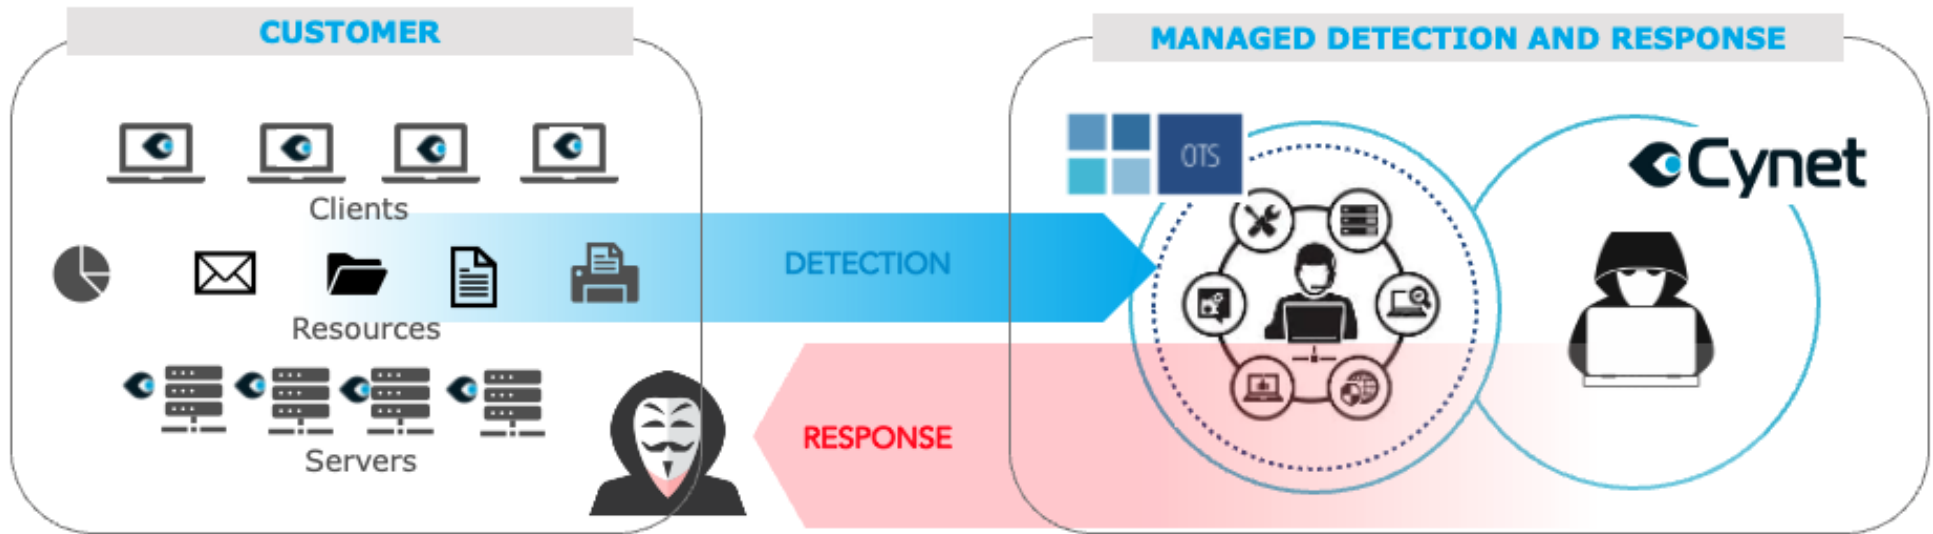 CUSTOMER
MANAGED DETECTION AND RESPONSE
OTS
Cynet
Clients
DETECTION
Resources
RESPONSE
Servers